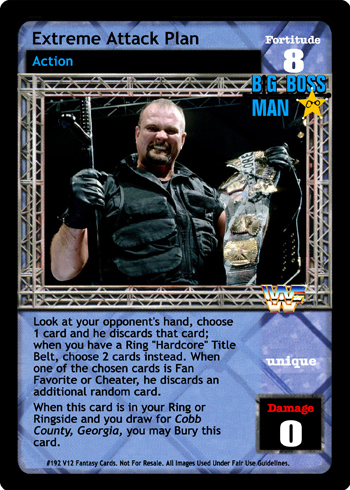 Extreme Attack Plan
Fortitude
8
Action
BIG BOSS
MAN
Look at your opponent's hand, choose
1 card and he discards that card;
when you have a Ring "Hardcore" Title
Belt, choose 2 cards instead. When
one of the chosen cards is Fan
Favorite or Cheater, he discards an
additional random card.
When this card is in your Ring or
Ringside and you draw for Cobb
County, Georgia, you may Bury this
card.
WF
unique
Damage
0
#192 V12 Fantasy Cards. Not For Resale. All Images Used Under Fair Use Guidelines.